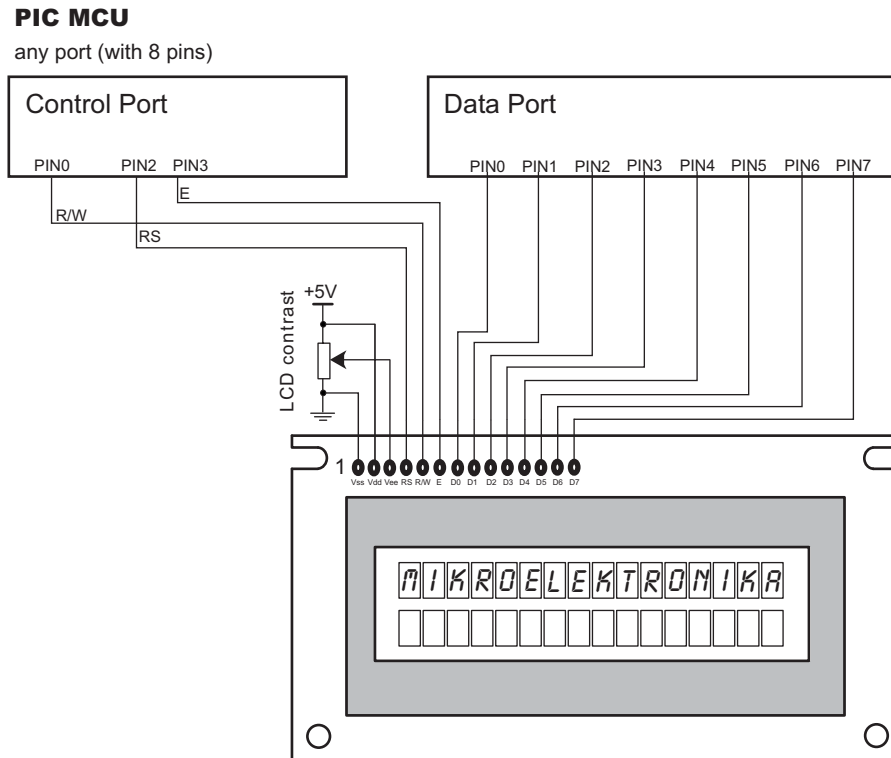 PIC MCU
any port (with 8 pins)
Control Port
Data Port
PIN0 PIN2 PIN3
PIN0 PIN1 PIN2 PIN3 PIN4 PIN5 PIN6 PIN7
E
R/W
RS
+5V
LCD contrast
1
Vss Vdd Vee RS R/W E D0 D1 D2 D3 D4 D5 D6 D7
MIKROELEKTRONIKA